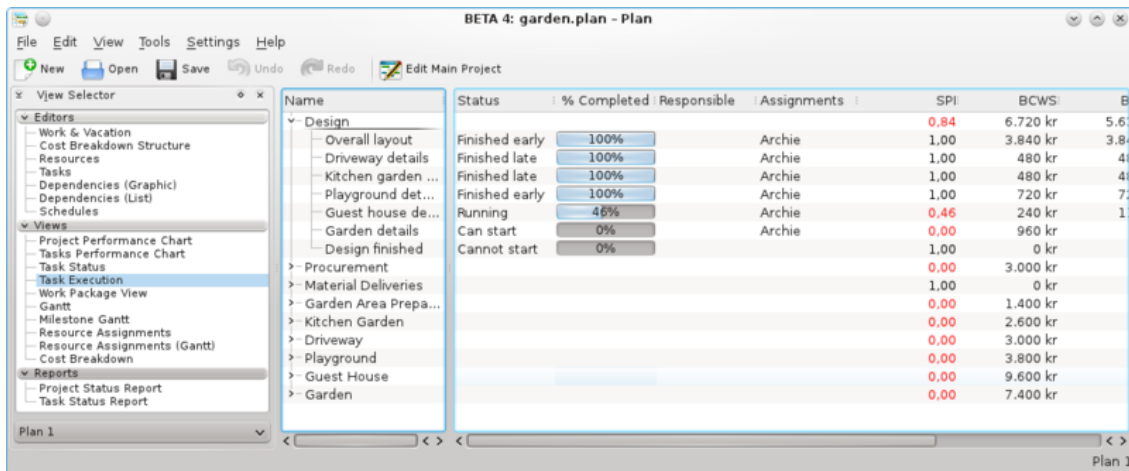 BETA 4: garden.plan – Plan
File Edit View Tools Settings Help
New Open Save Undo Redo Edit Main Project
View Selector
Editors
Work & Vacation
Cost Breakdown Structure
Resources
Tasks
Dependencies (Graphic)
Dependencies (List)
Schedules
Views
Project Performance Chart
Tasks Performance Chart
Task Status
Task Execution
Work Package View
Gantt
Milestone Gantt
Resource Assignments
Resource Assignments (Gantt)
Cost Breakdown
Reports
Project Status Report
Task Status Report
Plan 1
Name Status % Completed Responsible Assignments SPI BCWS
Design 0,84 6.720 kr
Overall layout Finished early 100% Archie 1,00 3.840 kr
Driveway details Finished late 100% Archie 1,00 480 kr
Kitchen garden ... Finished late 100% Archie 1,00 480 kr
Playground det... Finished early 100% Archie 1,00 720 kr
Guest house de... Running 46% Archie 0,46 240 kr
Garden details Can start 0% Archie 0,00 960 kr
Design finished Cannot start 0% 1,00 0 kr
Procurement 0,00 3.000 kr
Material Deliveries 1,00 0 kr
Garden Area Prepa... 0,00 1.400 kr
Kitchen Garden 0,00 2.600 kr
Driveway 0,00 3.000 kr
Playground 0,00 3.800 kr
Guest House 0,00 9.600 kr
Garden 0,00 7.400 kr
Plan 1